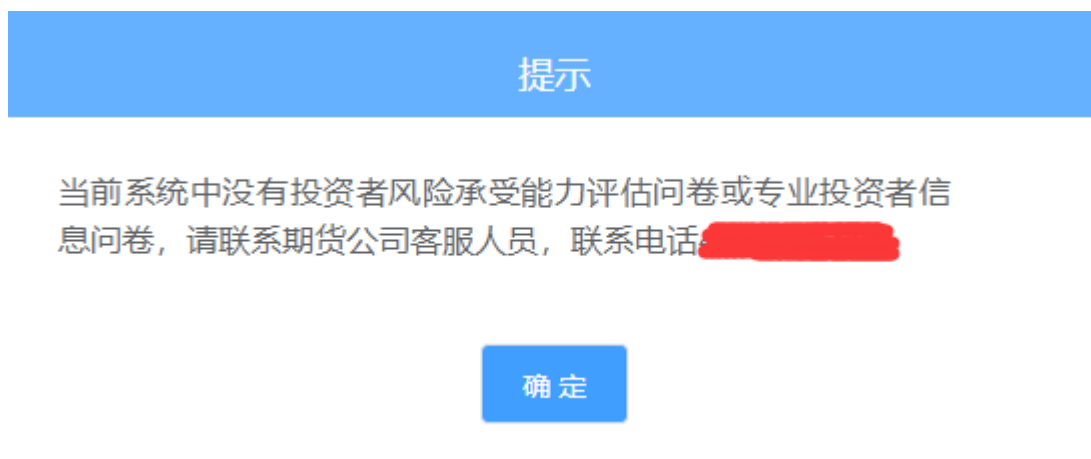 提示
当前系统中没有投资者风险承受能力评估问卷或专业投资者信
息问卷，请联系期货公司客服人员，联系电话
确 定